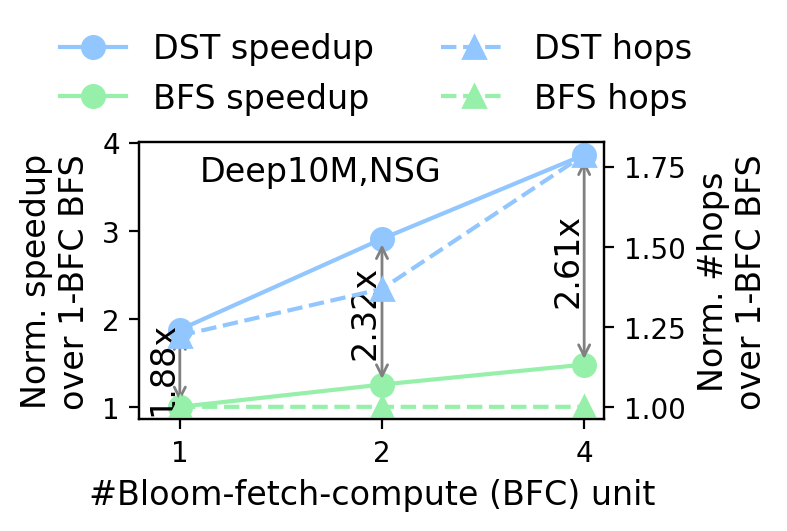 DST speedup
DST hops
BFS speedup
BFS hops
Norm. speedup
over 1-BFC BFS
4
3
2
1
Deep10M,NSG
1.88x
2.32x
2.61x
1.75
1.50
1.25
1.00
Norm. #hops
over 1-BFC BFS
1
2
4
#Bloom-fetch-compute (BFC) unit